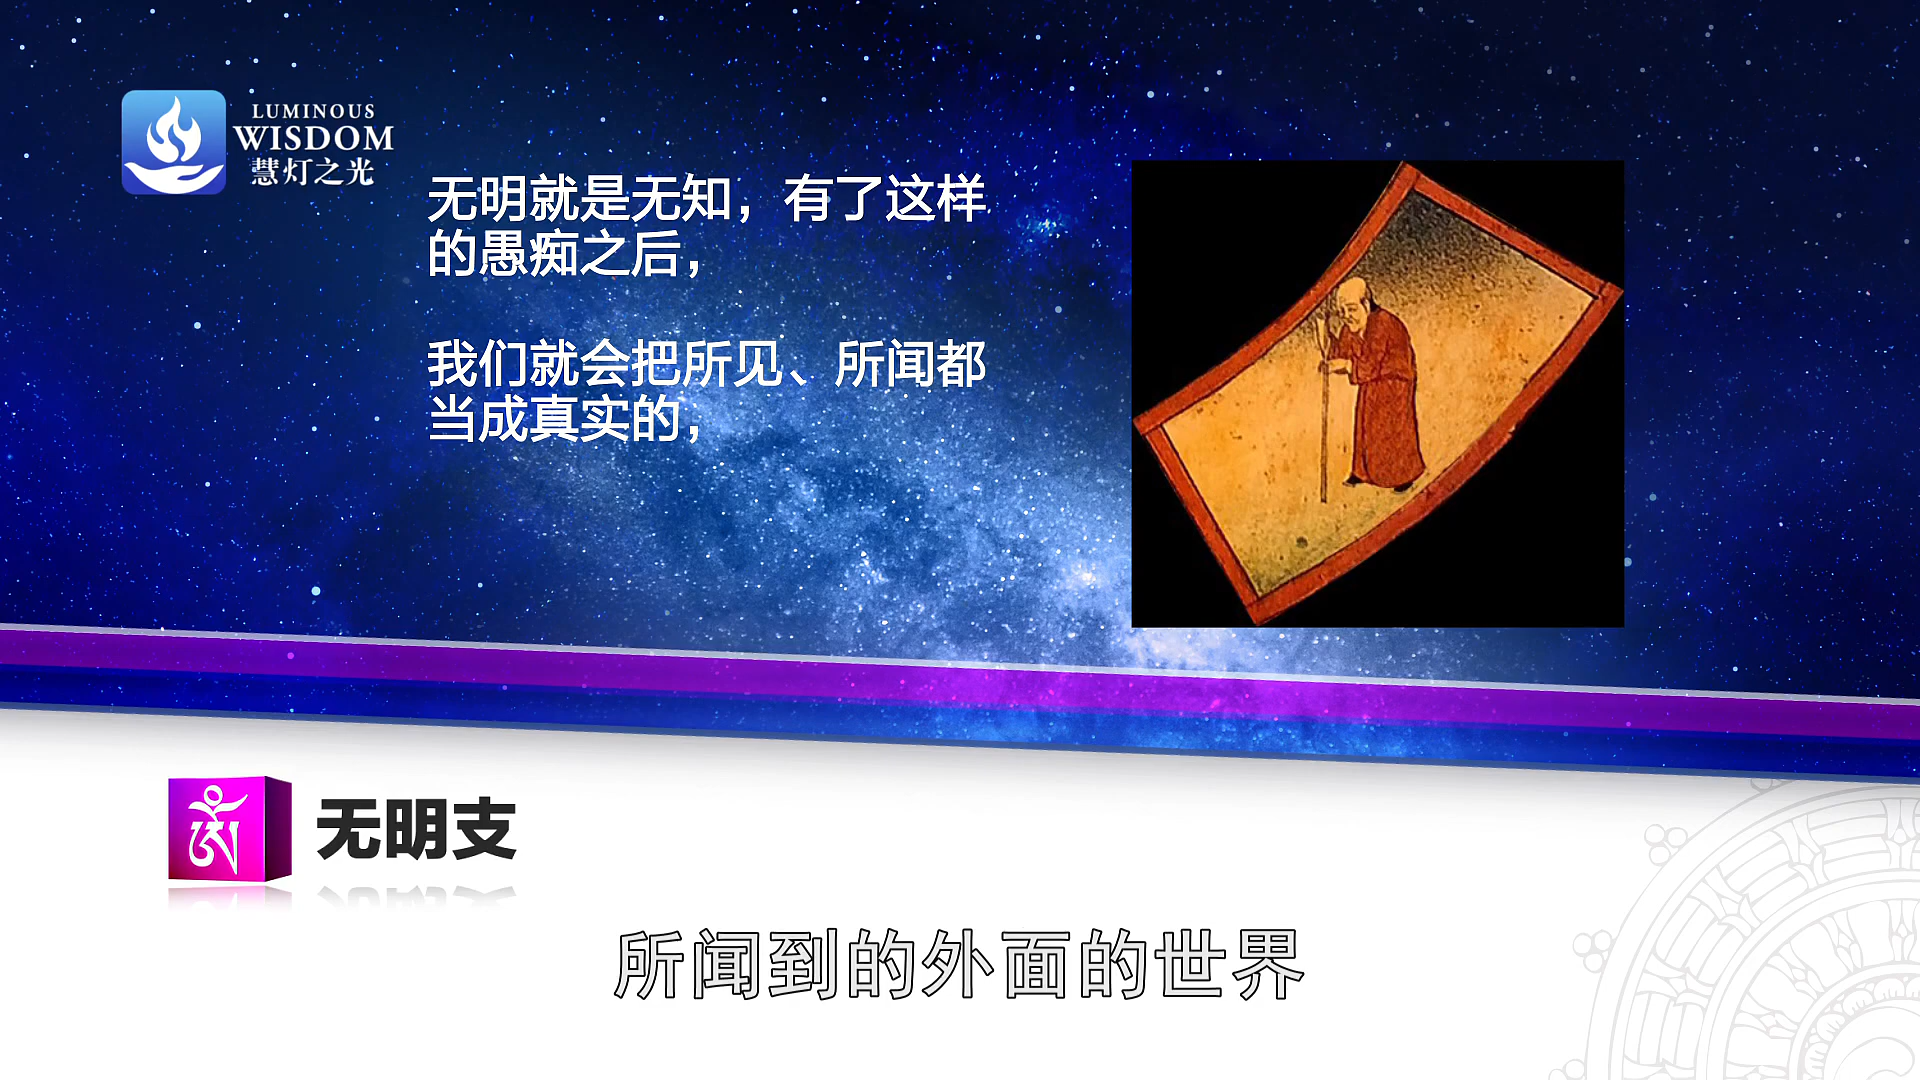 LUMINOUS
WISDOM
慧灯之光
无明就是无知，有了这样
的愚痴之后，
我们就会把所见、所闻都
当成真实的，
ༀ
无明支
所闻到的外面的世界